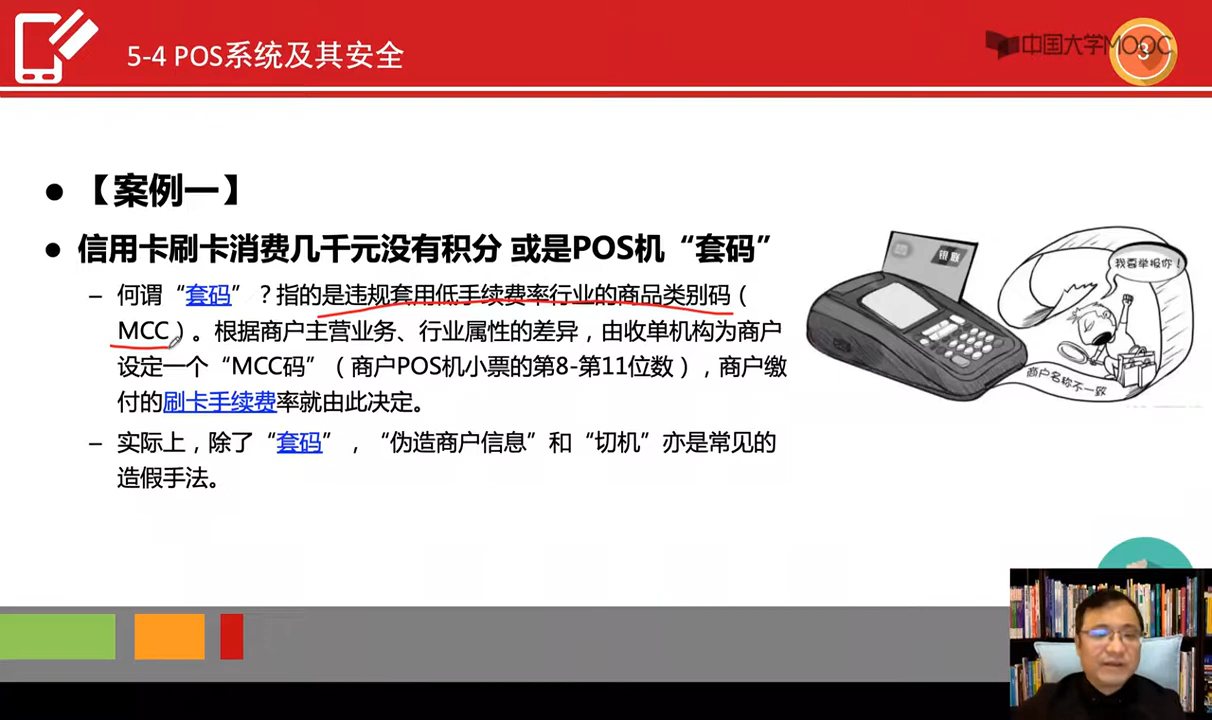 5-4 POS系统及其安全
中国大学MOOC
3
【案例一】
信用卡刷卡消费几千元没有积分 或是POS机“套码”
– 何谓“套码”？指的是违规套用低手续费率行业的商品类别码（
MCC）。根据商户主营业务、行业属性的差异，由收单机构为商户
设定一个“MCC码”（商户POS机小票的第8-第11位数），商户缴
付的刷卡手续费率就由此决定。
– 实际上，除了“套码”，“伪造商户信息”和“切机”亦是常见的
造假手法。
银联
我要举报你！
商户名称不一致